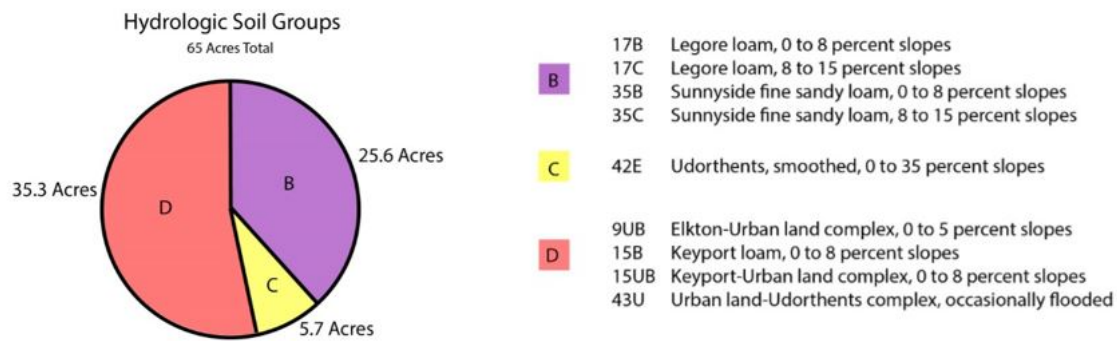 Hydrologic Soil Groups
65 Acres Total
B
25.6 Acres
35.3 Acres
D
C
5.7 Acres
B
17B Legore loam, 0 to 8 percent slopes
17C Legore loam, 8 to 15 percent slopes
35B Sunnyside fine sandy loam, 0 to 8 percent slopes
35C Sunnyside fine sandy loam, 8 to 15 percent slopes
C
42E Udorthents, smoothed, 0 to 35 percent slopes
D
9UB Elkton-Urban land complex, 0 to 5 percent slopes
15B Keyport loam, 0 to 8 percent slopes
15UB Keyport-Urban land complex, 0 to 8 percent slopes
43U Urban land-Udorthents complex, occasionally flooded